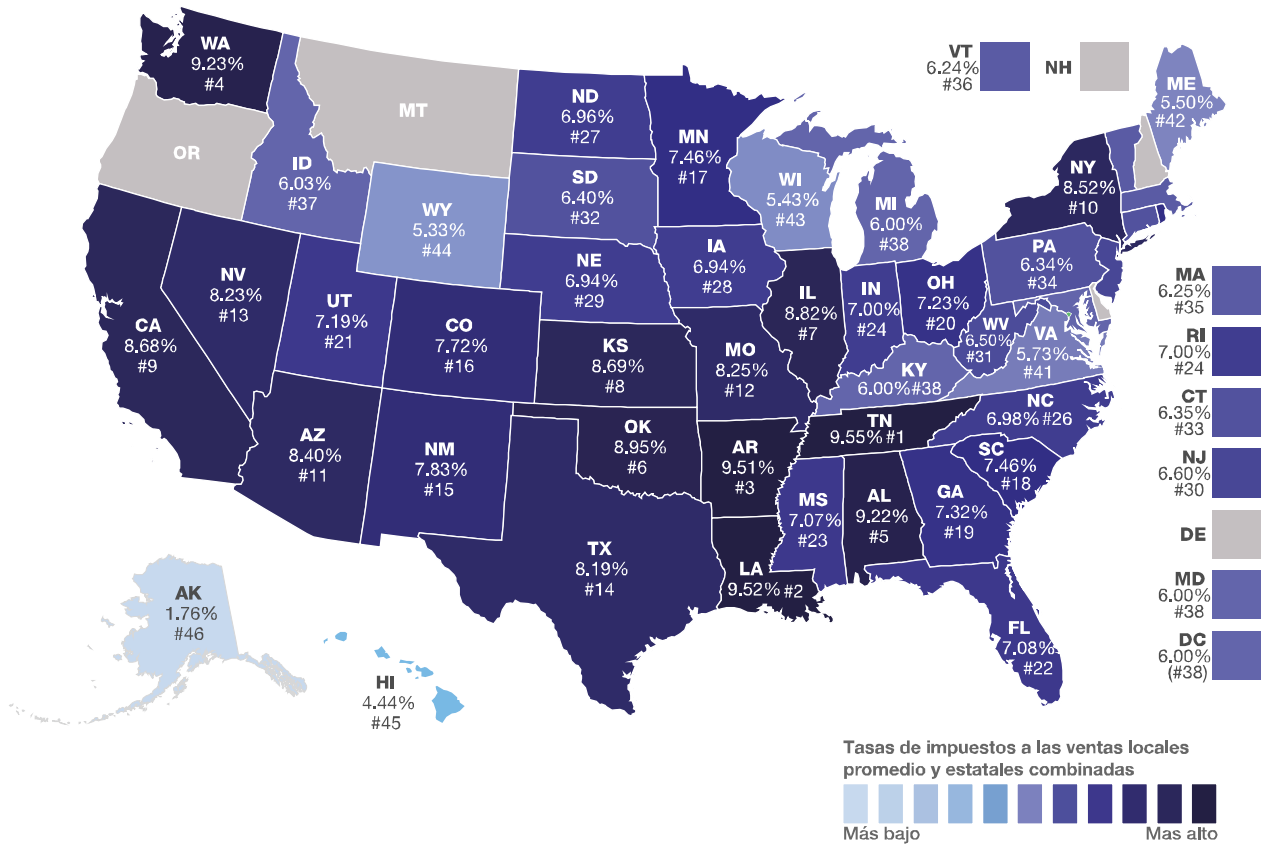 WA
9.23%
#4
OR
CA
8.68%
#9
NV
8.23%
#13
ID
6.03%
#37
MT
WY
5.33%
#44
UT
7.19%
#21
CO
7.72%
#16
AZ
8.40%
#11
NM
7.83%
#15
ND
6.96%
#27
SD
6.40%
#32
NE
6.94%
#29
KS
8.69%
#8
OK
8.95%
#6
TX
8.19%
#14
MN
7.46%
#17
IA
6.94%
#28
MO
8.25%
#12
AR
9.51%
#3
LA
9.52% #2
WI
5.43%
#43
IL
8.82%
#7
MI
6.00%
#38
IN
7.00%
#24
OH
7.23%
#20
KY
6.00%#38
TN
9.55% #1
MS
7.07%
#23
AL
9.22%
#5
GA
7.32%
#19
FL
7.08%
#22
SC
7.46%
#18
NC
6.98% #26
VA
5.73%
#41
WV
6.50%
#31
PA
6.34%
#34
NY
8.52%
#10
ME
5.50%
#42
VT
6.24%
#36
NH
MA
6.25%
#35
RI
7.00%
#24
CT
6.35%
#33
NJ
6.60%
#30
DE
MD
6.00%
#38
DC
6.00%
(#38)
AK
1.76%
#46
HI
4.44%
#45
Tasas de impuestos a las ventas locales
promedio y estatales combinadas
Más bajo
Mas alto